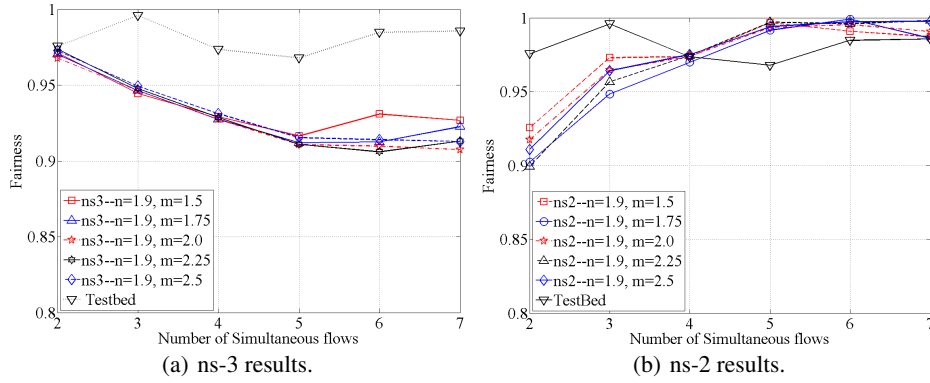 1
0.95
0.9
0.85
0.8
Fairness
ns3--n=1.9, m=1.5
ns3--n=1.9, m=1.75
ns3--n=1.9, m=2.0
ns3--n=1.9, m=2.25
ns3--n=1.9, m=2.5
Testbed
2 3 4 5 6 7
Number of Simultaneous flows
(a) ns-3 results.
1
0.95
0.9
0.85
0.8
Fairness
ns2--n=1.9, m=1.5
ns2--n=1.9, m=1.75
ns2--n=1.9, m=2.0
ns2--n=1.9, m=2.25
ns2--n=1.9, m=2.5
TestBed
2 3 4 5 6 7
Number of Simultaneous flows
(b) ns-2 results.